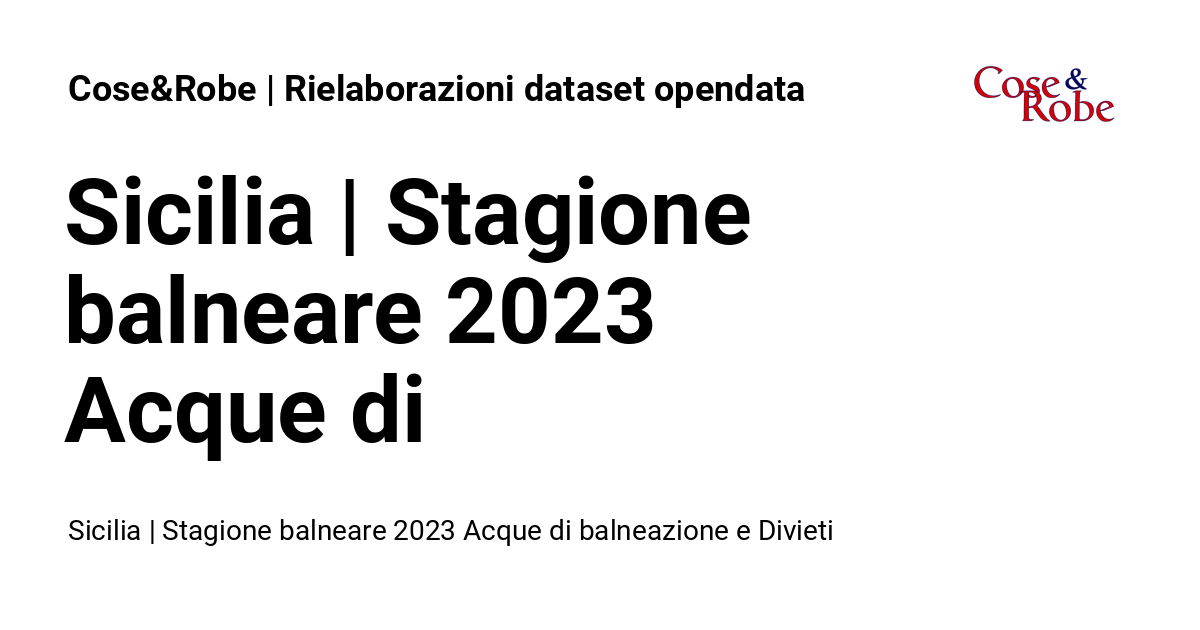 Cose&Robe | Rielaborazioni dataset opendata
Cose &
Robe
Sicilia | Stagione
balneare 2023
Acque di
Sicilia | Stagione balneare 2023 Acque di balneazione e Divieti